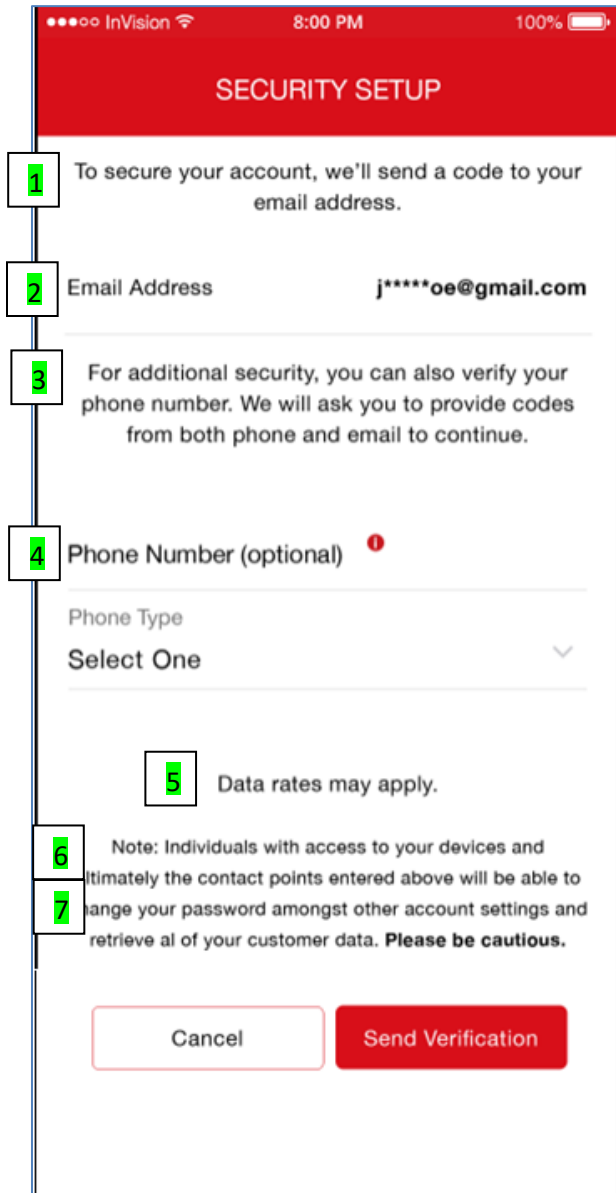 ●●●○○ InVision 8:00 PM 100%
SECURITY SETUP
1
To secure your account, we’ll send a code to your
email address.
2
Email Address j*****oe@gmail.com
3
For additional security, you can also verify your
phone number. We will ask you to provide codes
from both phone and email to continue.
4
Phone Number (optional)
Phone Type
Select One
5
Data rates may apply.
6
Note: Individuals with access to your devices and
ltimately the contact points entered above will be able to
7
hange your password amongst other account settings and
retrieve al of your customer data. Please be cautious.
Cancel Send Verification